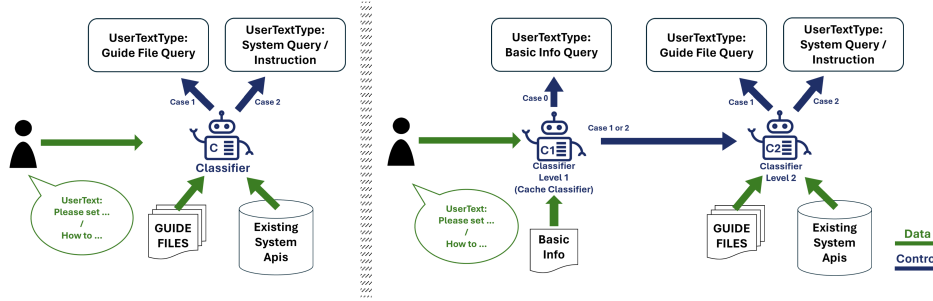 UserTextType:
Guide File Query
UserTextType:
System Query /
Instruction
Case 1
Case 2
C
Classifier
UserText:
Please set ...
/
How to ...
GUIDE
FILES
Existing
System
Apis
UserTextType:
Basic Info Query
Case 0
C1
Case 1 or 2
Classifier
Level 1
(Cache Classifier)
UserText:
Please set ...
/
How to ...
Basic
Info
UserTextType:
Guide File Query
UserTextType:
System Query /
Instruction
Case 1
Case 2
C2
Classifier
Level 2
GUIDE
FILES
Existing
System
Apis
Data
Contro